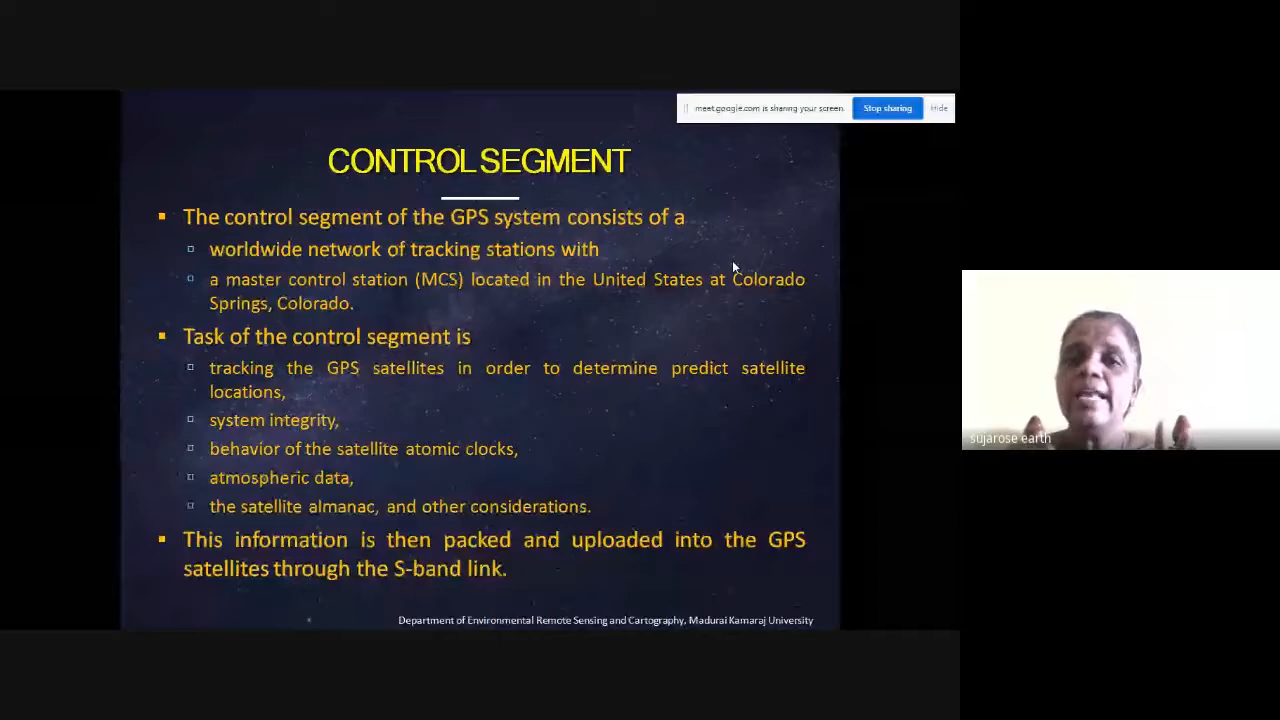 meet.google.com is sharing your screen.
Stop sharing
Hide
CONTROL SEGMENT
The control segment of the GPS system consists of a
worldwide network of tracking stations with
a master control station (MCS) located in the United States at Colorado
Springs, Colorado.
Task of the control segment is
tracking the GPS satellites in order to determine predict satellite
locations,
system integrity,
behavior of the satellite atomic clocks,
atmospheric data,
the satellite almanac, and other considerations.
This information is then packed and uploaded into the GPS
satellites through the S-band link.
Department of Environmental Remote Sensing and Cartography, Madurai Kamaraj University
sujarose earth